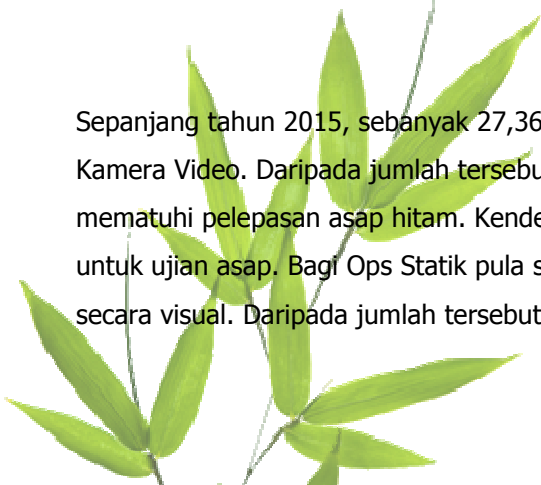 Sepanjang tahun 2015, sebanyak 27,36
Kamera Video. Daripada jumlah tersebu
mematuhi pelepasan asap hitam. Kende
untuk ujian asap. Bagi Ops Statik pula s
secara visual. Daripada jumlah tersebut